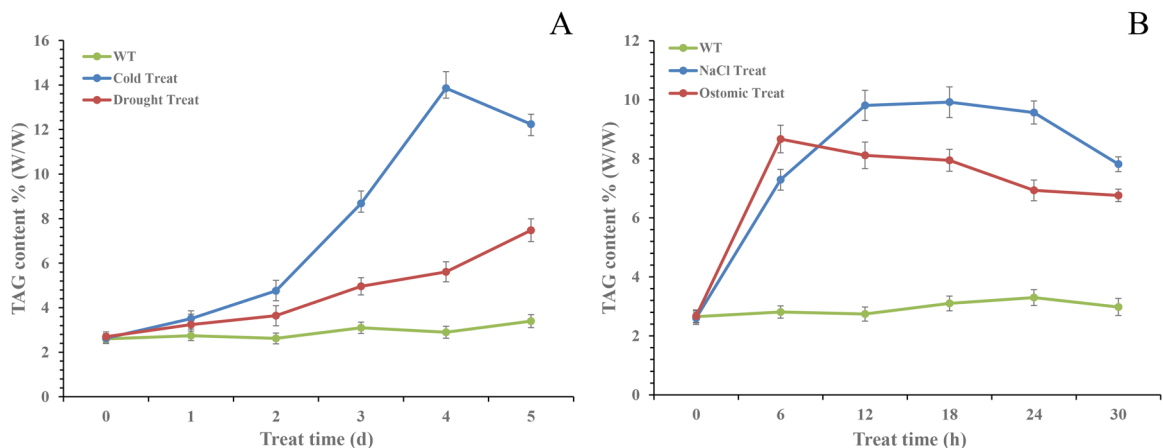 A
16
14
12
10
8
6
4
2
0
TAG content % (W/W)
WT
Cold Treat
Drought Treat
0 1 2 3 4 5
Treat time (d)
B
12
10
8
6
4
2
0
TAG content % (W/W)
WT
NaCl Treat
Ostomic Treat
0 6 12 18 24 30
Treat time (h)